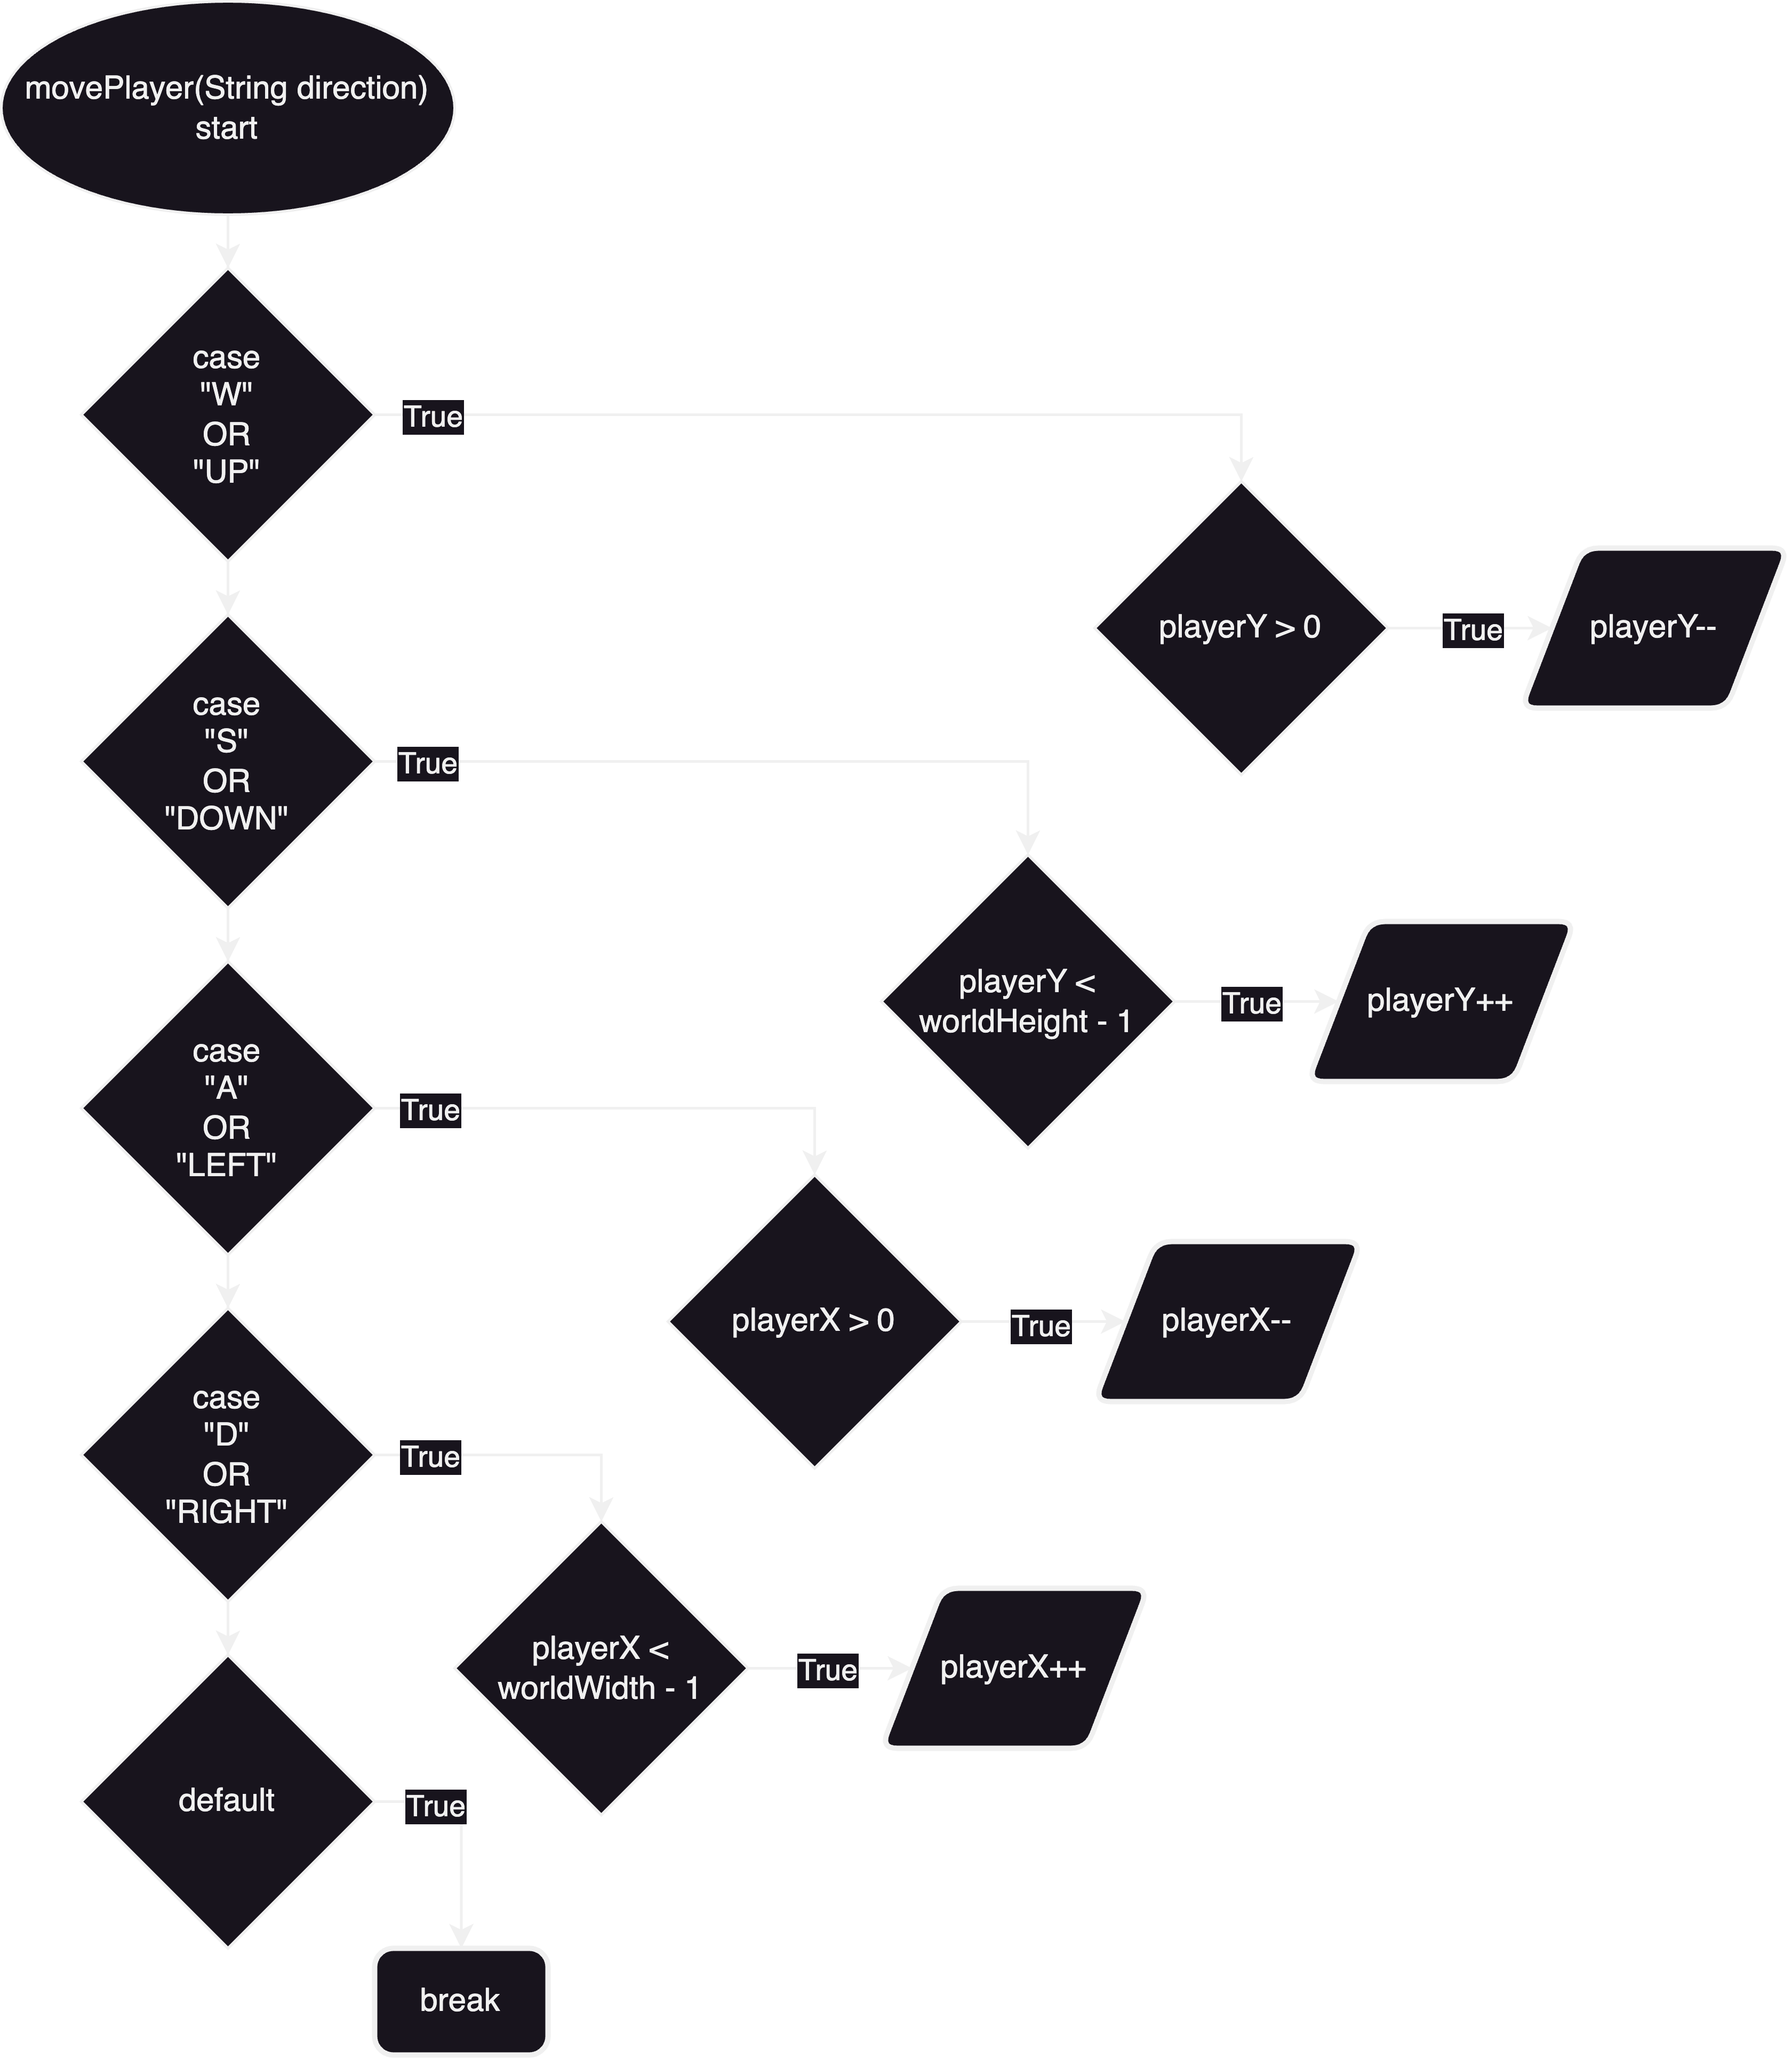 movePlayer(String direction)
start
case
"W"
OR
"UP"
True
playerY > 0
True
playerY--
case
"S"
OR
"DOWN"
True
playerY <
worldHeight - 1
True
playerY++
case
"A"
OR
"LEFT"
True
playerX > 0
True
playerX--
case
"D"
OR
"RIGHT"
True
playerX <
worldWidth - 1
True
playerX++
default
True
break